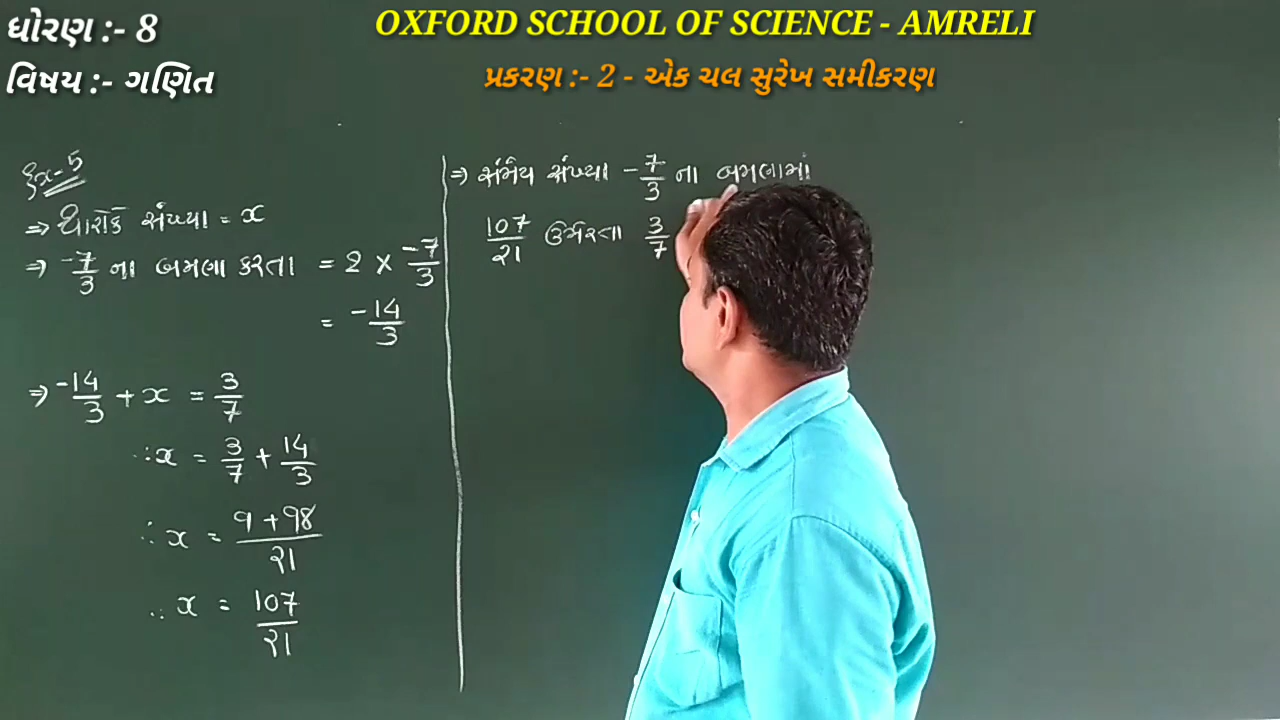 ધોરણ :- 8
વિષય :- ગણિત
OXFORD SCHOOL OF SCIENCE - AMRELI
પ્રકરણ :- 2 - એક ચલ સુરેખ સમીકરણ
Ex-5
⇒ ધારોકે સંખ્યા = x
⇒ -7/3 ના બમણા કરતા = 2 × -7/3
= -14/3
⇒ -14/3 + x = 3/7
∴ x = 3/7 + 14/3
∴ x = 9 + 98 / 21
∴ x = 107/21
⇒ સંમેય સંખ્યા -7/3 ના બમણામાં
107/21 ઉમેરતા 3/7